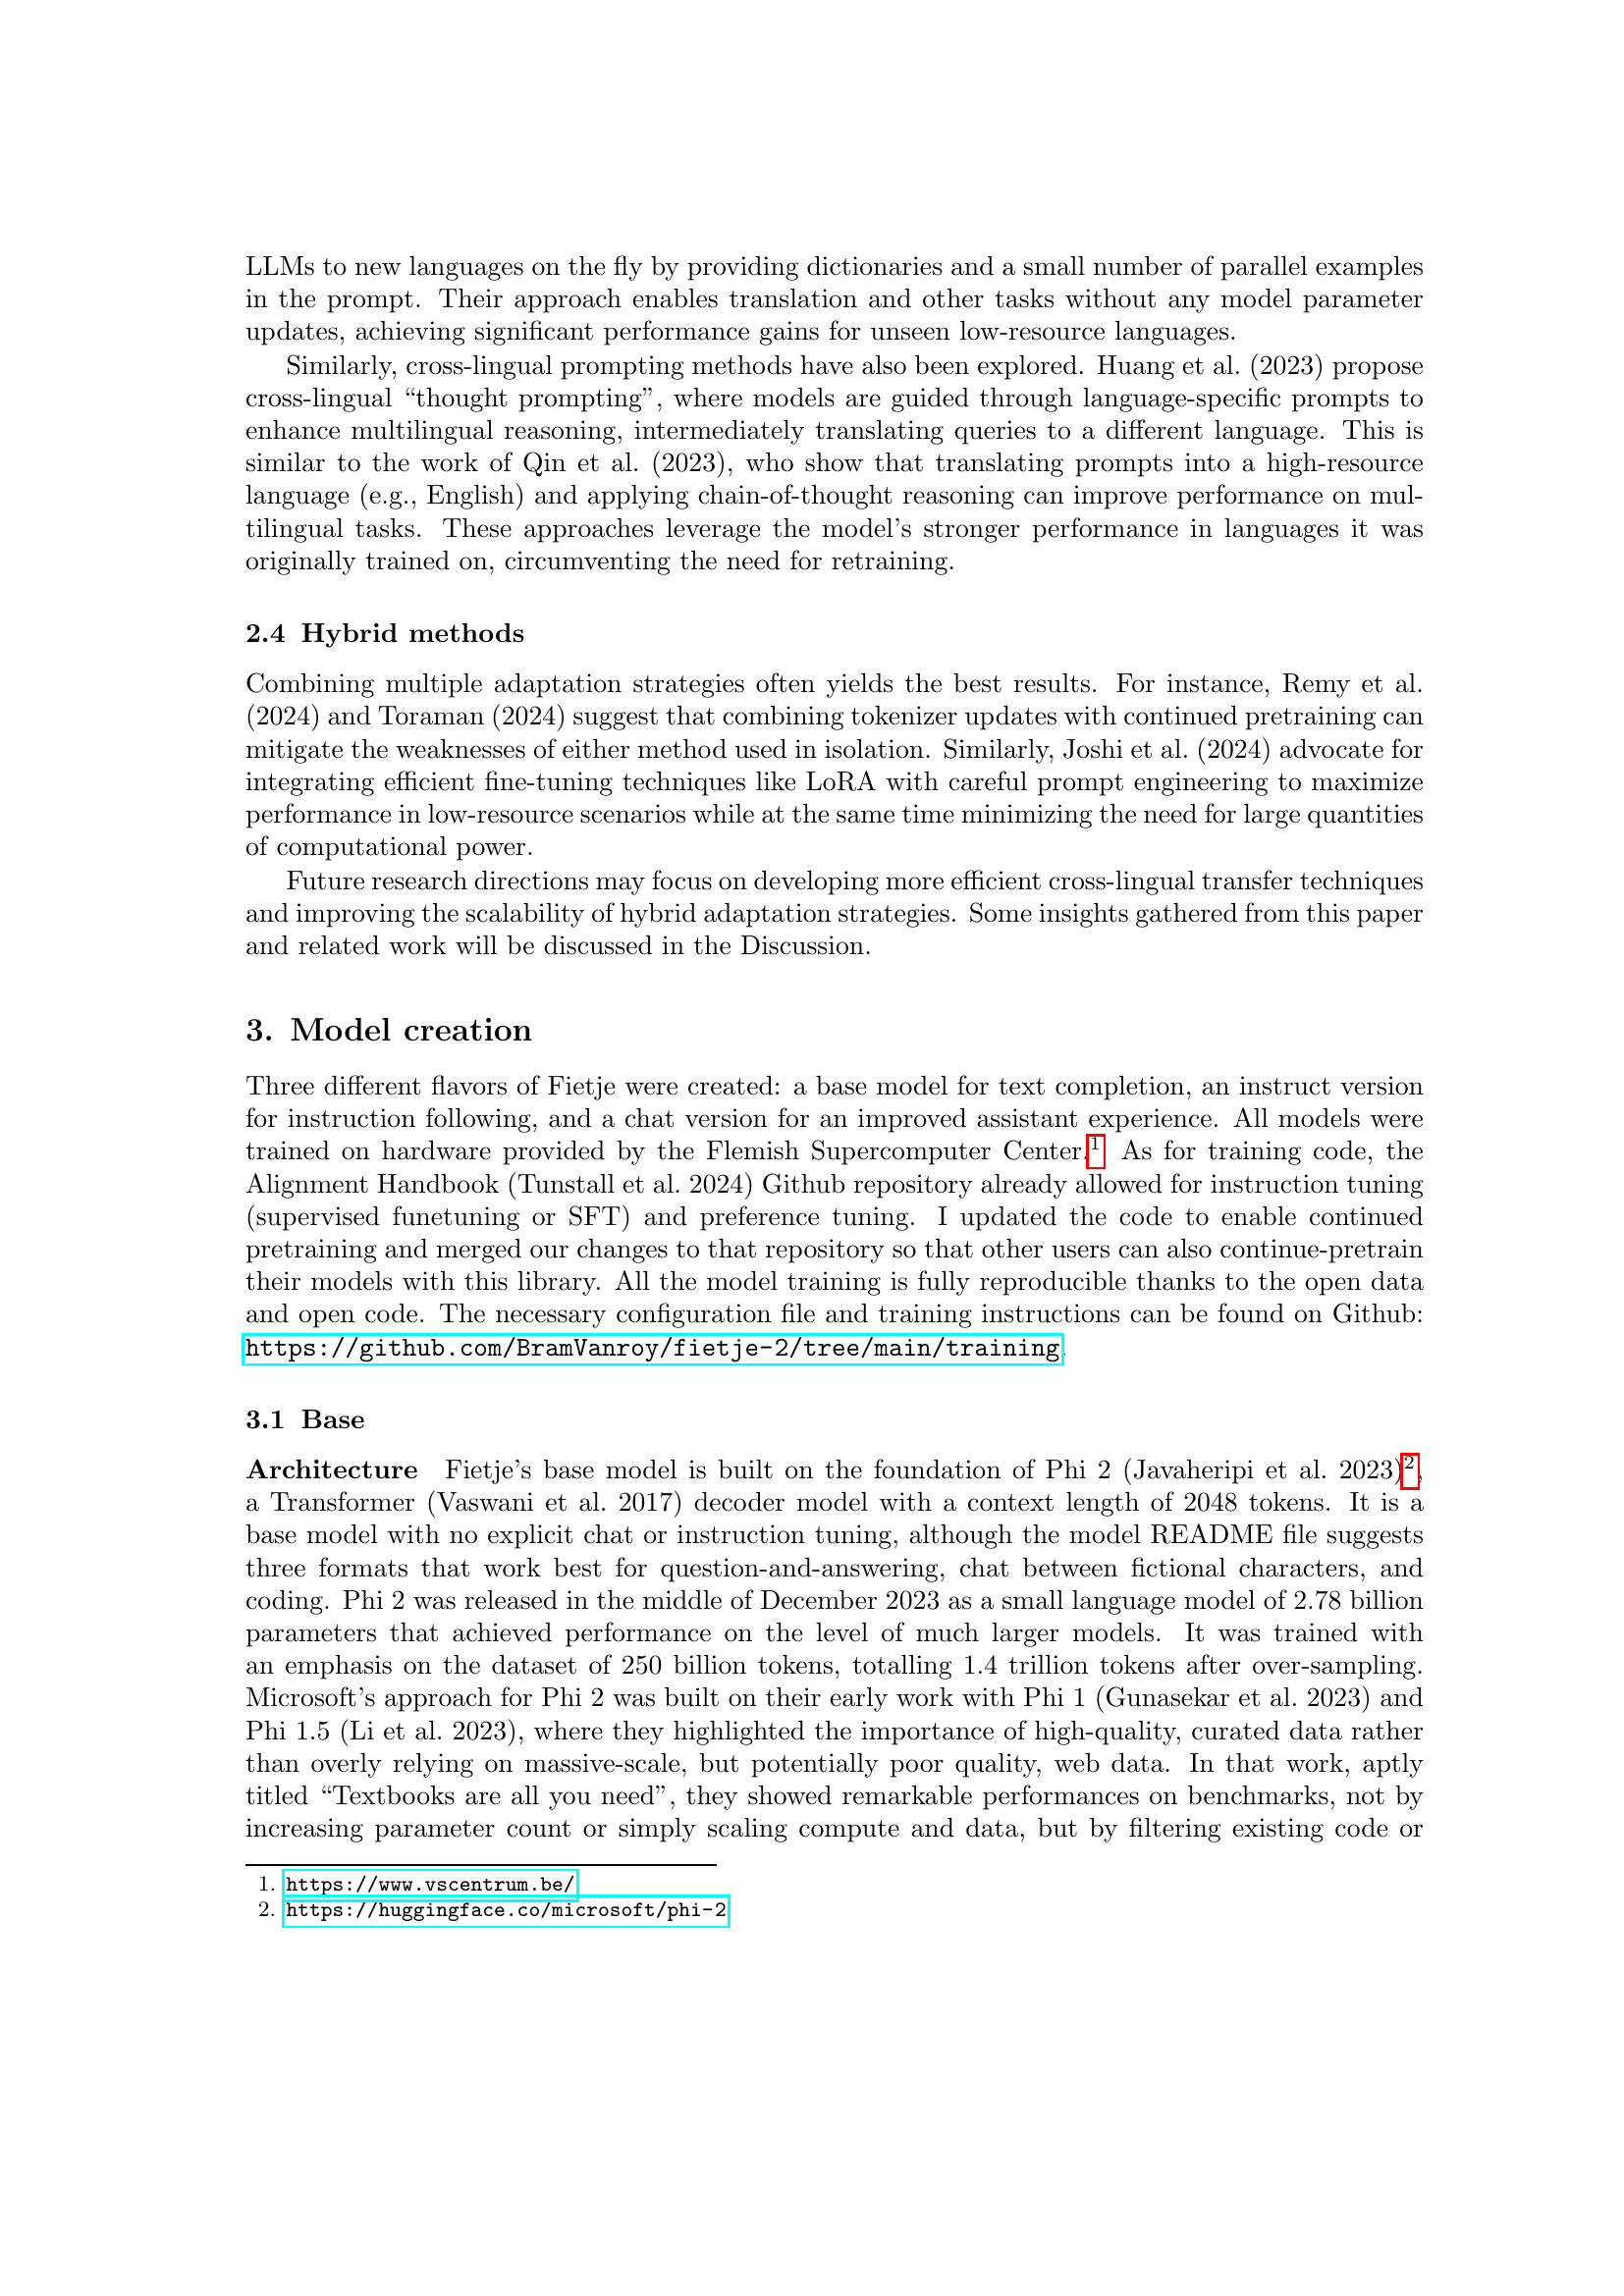 LLMs to new languages on the fly by providing dictionaries and a small number of parallel examples
in the prompt. Their approach enables translation and other tasks without any model parameter
updates, achieving significant performance gains for unseen low-resource languages.
Similarly, cross-lingual prompting methods have also been explored. Huang et al. (2023) propose
cross-lingual “thought prompting”, where models are guided through language-specific prompts to
enhance multilingual reasoning, intermediately translating queries to a different language. This is
similar to the work of Qin et al. (2023), who show that translating prompts into a high-resource
language (e.g., English) and applying chain-of-thought reasoning can improve performance on mul-
tilingual tasks. These approaches leverage the model’s stronger performance in languages it was
originally trained on, circumventing the need for retraining.
2.4 Hybrid methods
Combining multiple adaptation strategies often yields the best results. For instance, Remy et al.
(2024) and Toraman (2024) suggest that combining tokenizer updates with continued pretraining can
mitigate the weaknesses of either method used in isolation. Similarly, Joshi et al. (2024) advocate for
integrating efficient fine-tuning techniques like LoRA with careful prompt engineering to maximize
performance in low-resource scenarios while at the same time minimizing the need for large quantities
of computational power.
Future research directions may focus on developing more efficient cross-lingual transfer techniques
and improving the scalability of hybrid adaptation strategies. Some insights gathered from this paper
and related work will be discussed in the Discussion.
3. Model creation
Three different flavors of Fietje were created: a base model for text completion, an instruct version
for instruction following, and a chat version for an improved assistant experience. All models were
trained on hardware provided by the Flemish Supercomputer Center.1 As for training code, the
Alignment Handbook (Tunstall et al. 2024) Github repository already allowed for instruction tuning
(supervised funetuning or SFT) and preference tuning. I updated the code to enable continued
pretraining and merged our changes to that repository so that other users can also continue-pretrain
their models with this library. All the model training is fully reproducible thanks to the open data
and open code. The necessary configuration file and training instructions can be found on Github:
https://github.com/BramVanroy/fietje-2/tree/main/training.
3.1 Base
Architecture Fietje’s base model is built on the foundation of Phi 2 (Javaheripi et al. 2023)2,
a Transformer (Vaswani et al. 2017) decoder model with a context length of 2048 tokens. It is a
base model with no explicit chat or instruction tuning, although the model README file suggests
three formats that work best for question-and-answering, chat between fictional characters, and
coding. Phi 2 was released in the middle of December 2023 as a small language model of 2.78 billion
parameters that achieved performance on the level of much larger models. It was trained with
an emphasis on the dataset of 250 billion tokens, totalling 1.4 trillion tokens after over-sampling.
Microsoft’s approach for Phi 2 was built on their early work with Phi 1 (Gunasekar et al. 2023) and
Phi 1.5 (Li et al. 2023), where they highlighted the importance of high-quality, curated data rather
than overly relying on massive-scale, but potentially poor quality, web data. In that work, aptly
titled “Textbooks are all you need”, they showed remarkable performances on benchmarks, not by
increasing parameter count or simply scaling compute and data, but by filtering existing code or
1. https://www.vscentrum.be/
2. https://huggingface.co/microsoft/phi-2